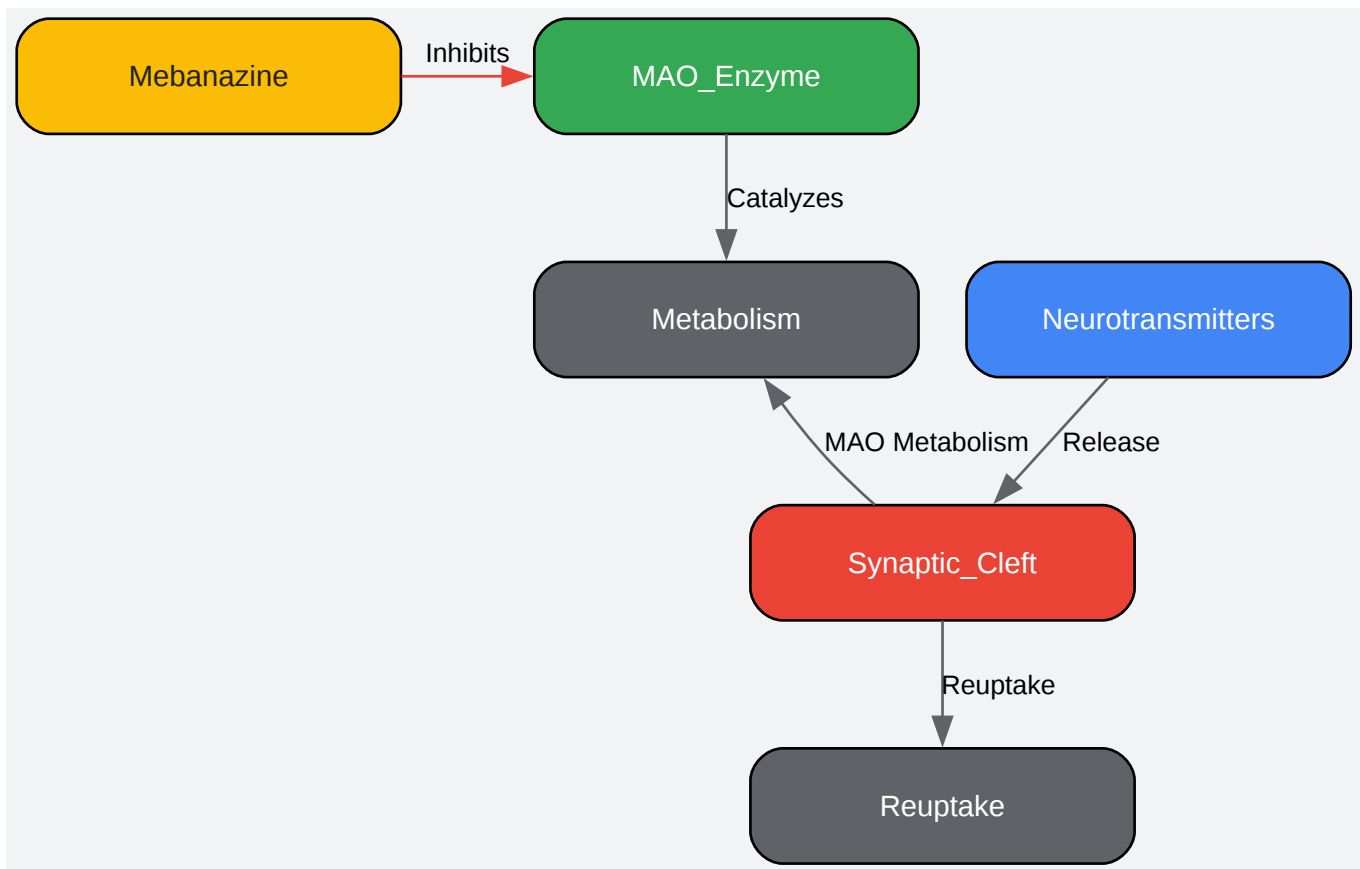 Mebanazine
Inhibits
MAO_Enzyme
Catalyzes
Metabolism
Neurotransmitters
MAO Metabolism
Release
Synaptic_Cleft
Reuptake
Reuptake